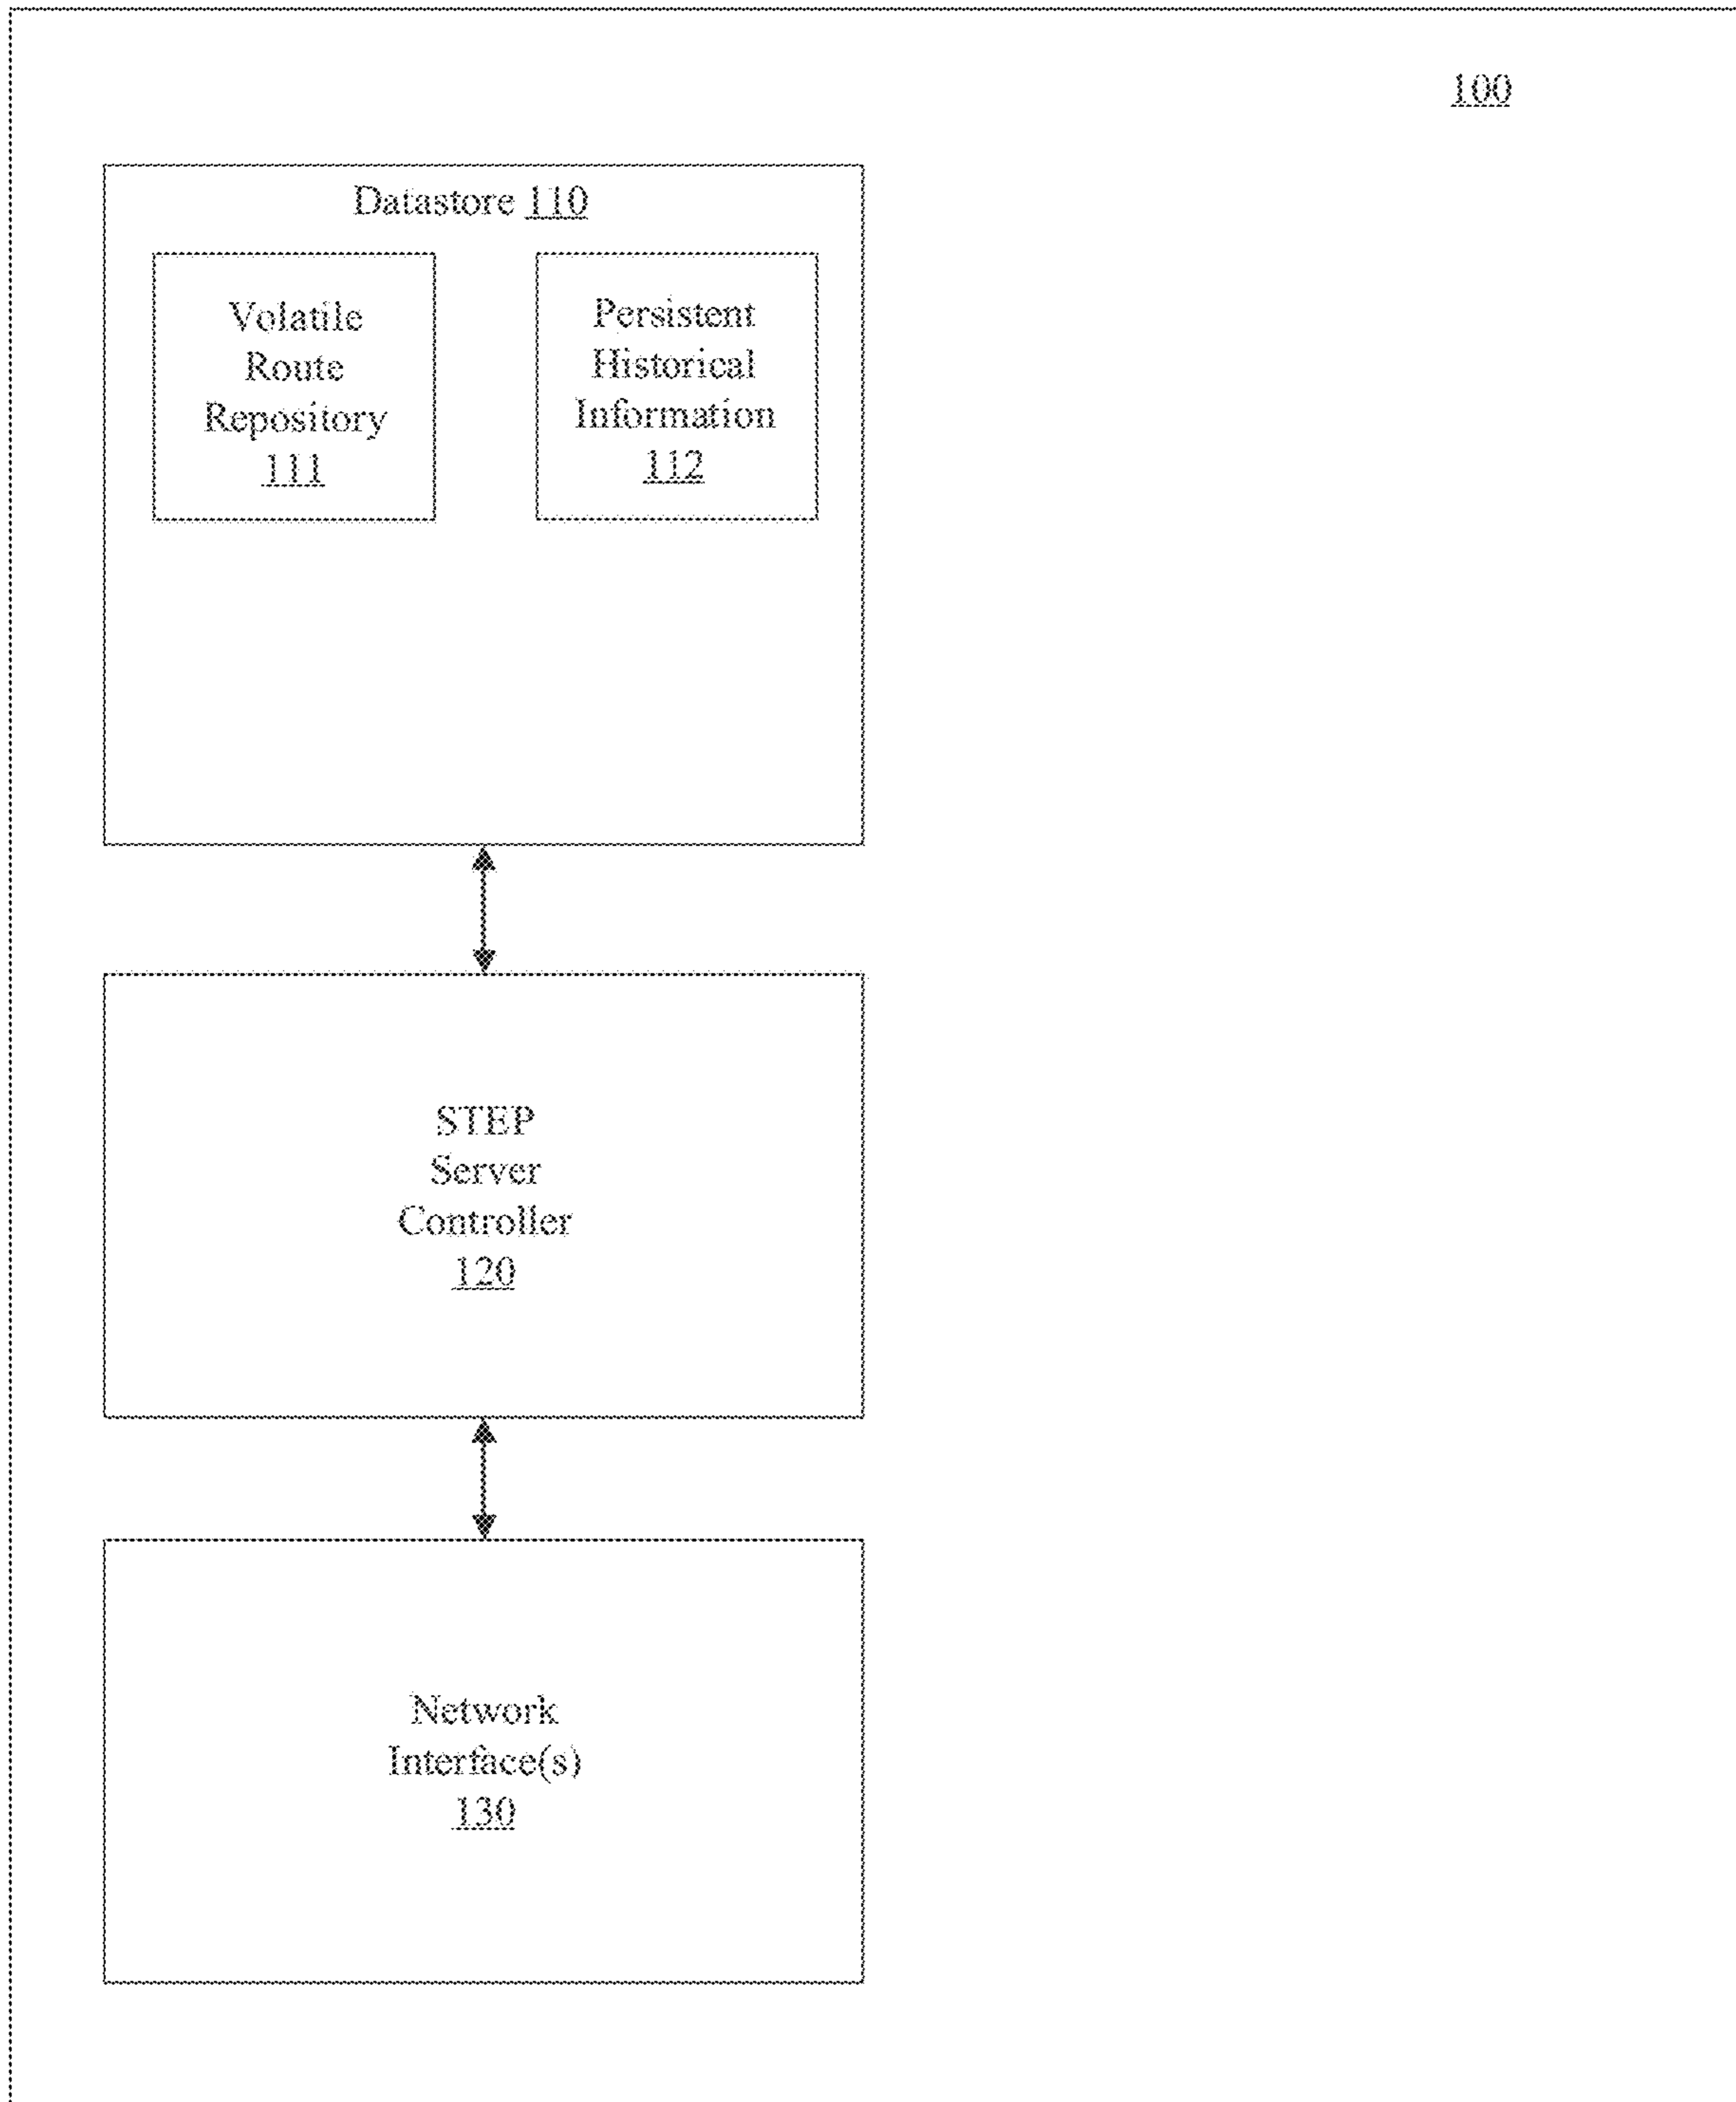 100
Datastore 110
Volatile
Route
Repository
111
Persistent
Historical
Information
112
STEP
Server
Controller
120
Network
Interface(s)
130